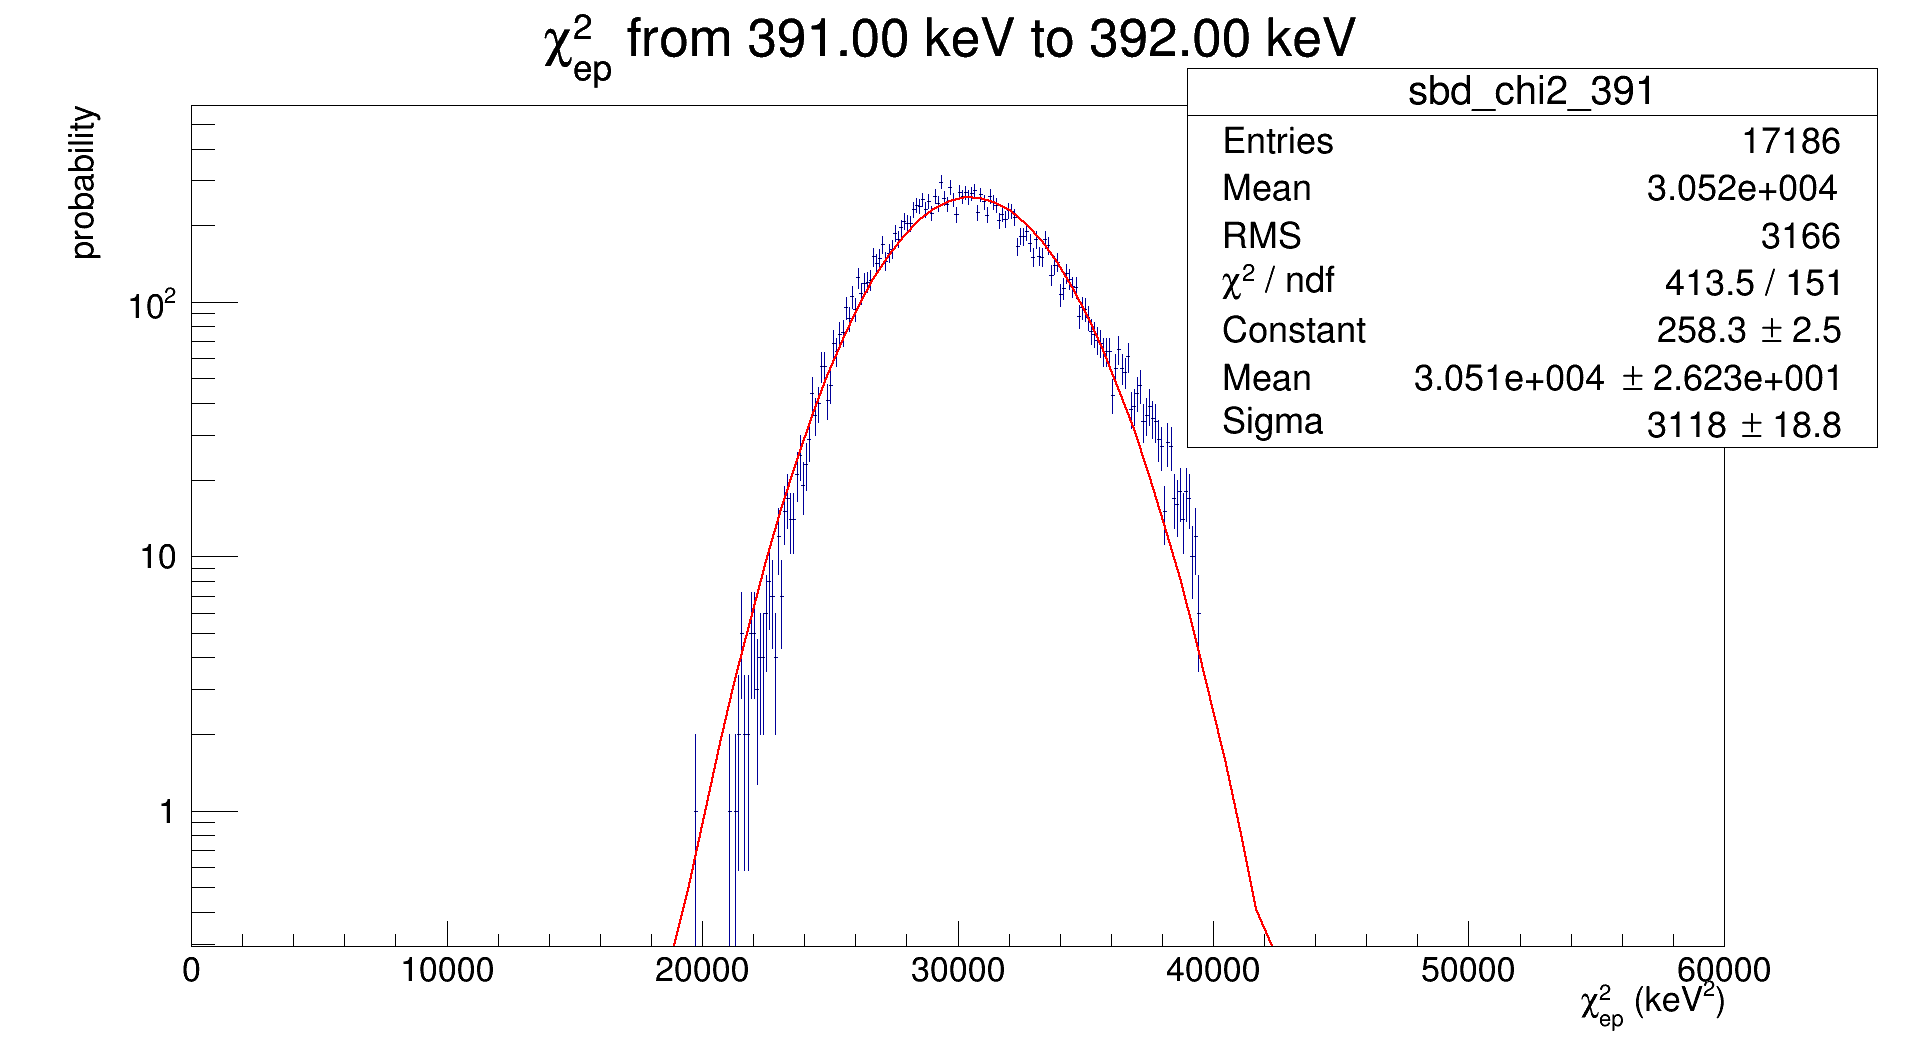 χ²ep from 391.00 keV to 392.00 keV
probability
sbd_chi2_391
Entries 17186
Mean 3.052e+004
RMS 3166
χ² / ndf 413.5 / 151
Constant 258.3 ± 2.5
Mean 3.051e+004 ± 2.623e+001
Sigma 3118 ± 18.8
10²
10
1
0 10000 20000 30000 40000 50000 60000
χ²ep (keV²)